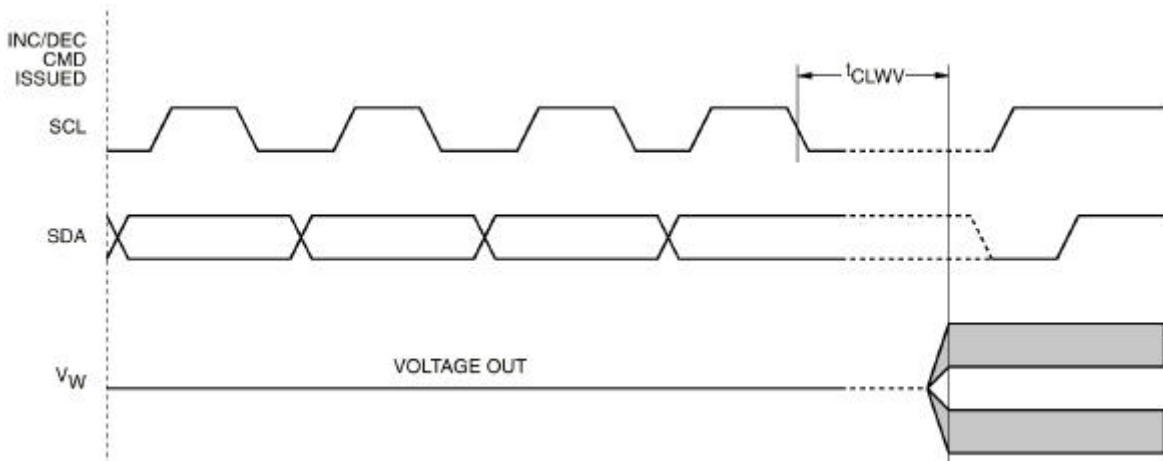 INC/DEC
CMD
ISSUED
tCLWV
SCL
SDA
VOLTAGE OUT
VW